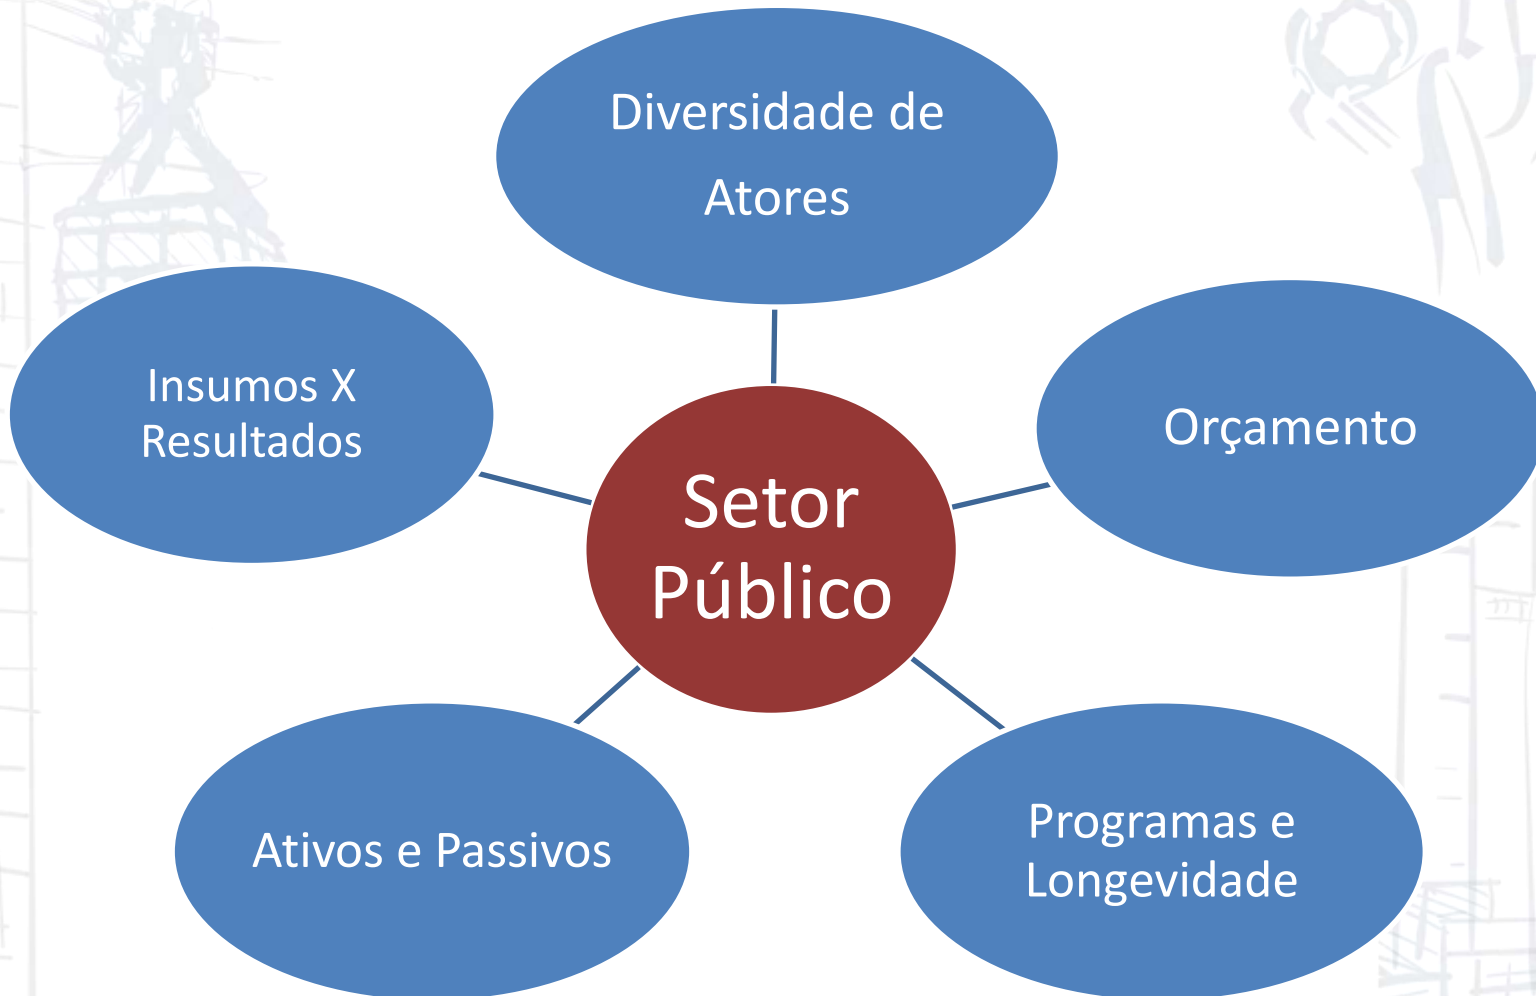 Diversidade de
Atores
Insumos X
Resultados
Orçamento
Setor
Público
Ativos e Passivos
Programas e
Longevidade